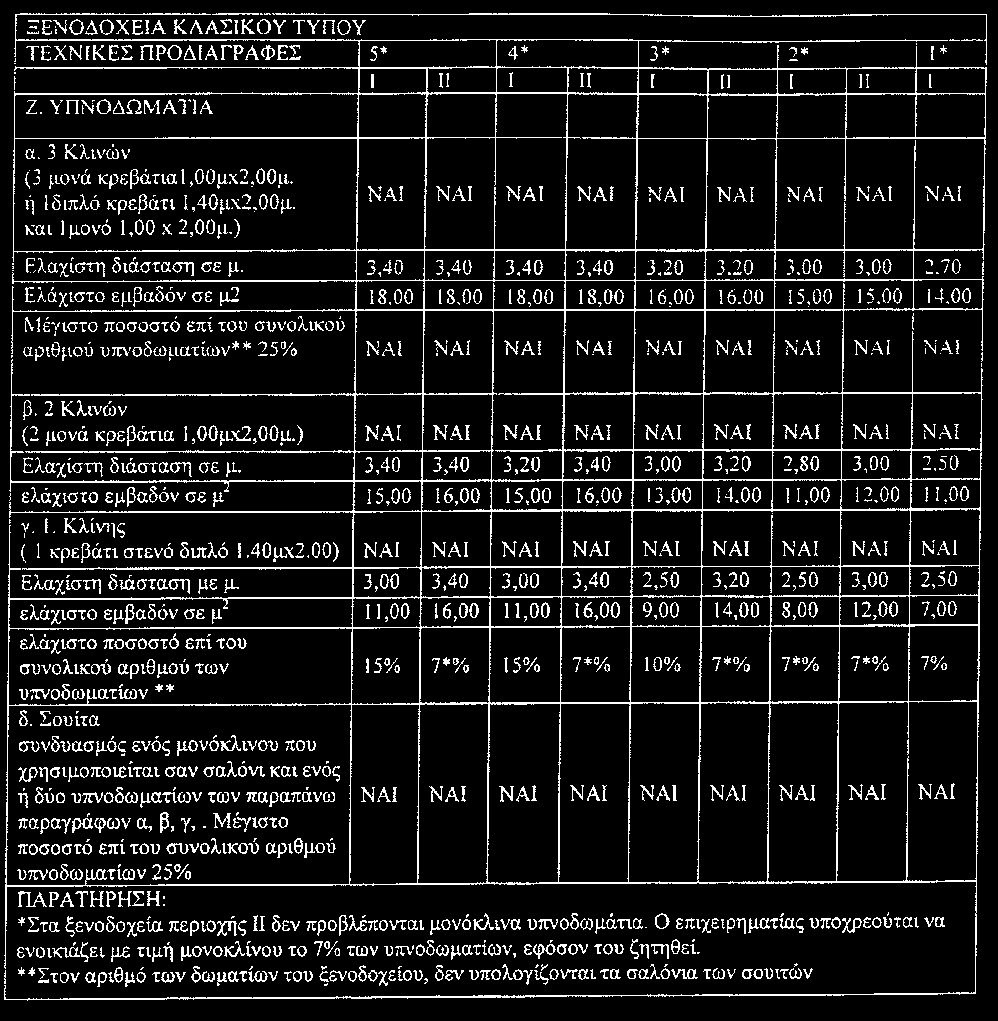 ΞΕΝΟΔΟΧΕΙΑ ΚΛΑΣΙΚΟΥ ΤΥΠΟΥ
ΤΕΧΝΙΚΕΣ ΠΡΟΔΙΑΓΡΑΦΕΣ 5* 4* 3* 2* 1*
Ι ΙΙ Ι ΙΙ Ι ΙΙ Ι ΙΙ Ι
Ζ. ΥΠΝΟΔΩΜΑΤΙΑ
α. 3 Κλινών
(3 μονά κρεβάτια1,00μx2,00μ.
ή 1διπλό κρεβάτι 1,40μx2,00μ. ΝΑΙ ΝΑΙ ΝΑΙ ΝΑΙ ΝΑΙ ΝΑΙ ΝΑΙ ΝΑΙ ΝΑΙ
και 1μονό 1,00 x 2,00μ.)
Ελαχίστη διάσταση σε μ. 3,40 3,40 3,40 3,40 3,20 3,20 3,00 3,00 2,70
Ελάχιστο εμβαδόν σε μ2 18,00 18,00 18,00 18,00 16,00 16,00 15,00 15,00 14,00
Μέγιστο ποσοστό επί του συνολικού
αριθμού υπνοδωματίων** 25% ΝΑΙ ΝΑΙ ΝΑΙ ΝΑΙ ΝΑΙ ΝΑΙ ΝΑΙ ΝΑΙ ΝΑΙ
β. 2 Κλινών
(2 μονά κρεβάτια 1,00μx2,00μ.) ΝΑΙ ΝΑΙ ΝΑΙ ΝΑΙ ΝΑΙ ΝΑΙ ΝΑΙ ΝΑΙ ΝΑΙ
Ελαχίστη διάσταση σε μ. 3,40 3,40 3,20 3,40 3,00 3,20 2,80 3,00 2,50
ελάχιστο εμβαδόν σε μ² 15,00 16,00 15,00 16,00 13,00 14,00 11,00 12,00 11,00
γ. 1. Κλίνης
( 1 κρεβάτι στενό διπλό 1.40μx2.00) ΝΑΙ ΝΑΙ ΝΑΙ ΝΑΙ ΝΑΙ ΝΑΙ ΝΑΙ ΝΑΙ ΝΑΙ
Ελαχίστη διάσταση με μ. 3,00 3,40 3,00 3,40 2,50 3,20 2,50 3,00 2,50
ελάχιστο εμβαδόν σε μ² 11,00 16,00 11,00 16,00 9,00 14,00 8,00 12,00 7,00
ελάχιστο ποσοστό επί του
συνολικού αριθμού των 15% 7*% 15% 7*% 10% 7*% 7*% 7*% 7%
υπνοδωματίων **
δ. Σουίτα
συνδυασμός ενός μονόκλινου που
χρησιμοποιείται σαν σαλόνι και ενός
ή δύο υπνοδωματίων των παραπάνω ΝΑΙ ΝΑΙ ΝΑΙ ΝΑΙ ΝΑΙ ΝΑΙ ΝΑΙ ΝΑΙ ΝΑΙ
παραγράφων α, β, γ, . Μέγιστο
ποσοστό επί του συνολικού αριθμού
υπνοδωματίων 25%
ΠΑΡΑΤΗΡΗΣΗ:
*Στα ξενοδοχεία περιοχής ΙΙ δεν προβλέπονται μονόκλινα υπνοδωμάτια. Ο επιχειρηματίας υποχρεούται να
ενοικιάζει με τιμή μονοκλίνου το 7% των υπνοδωματίων, εφόσον του ζητηθεί.
**Στον αριθμό των δωματίων του ξενοδοχείου, δεν υπολογίζονται τα σαλόνια των σουιτών